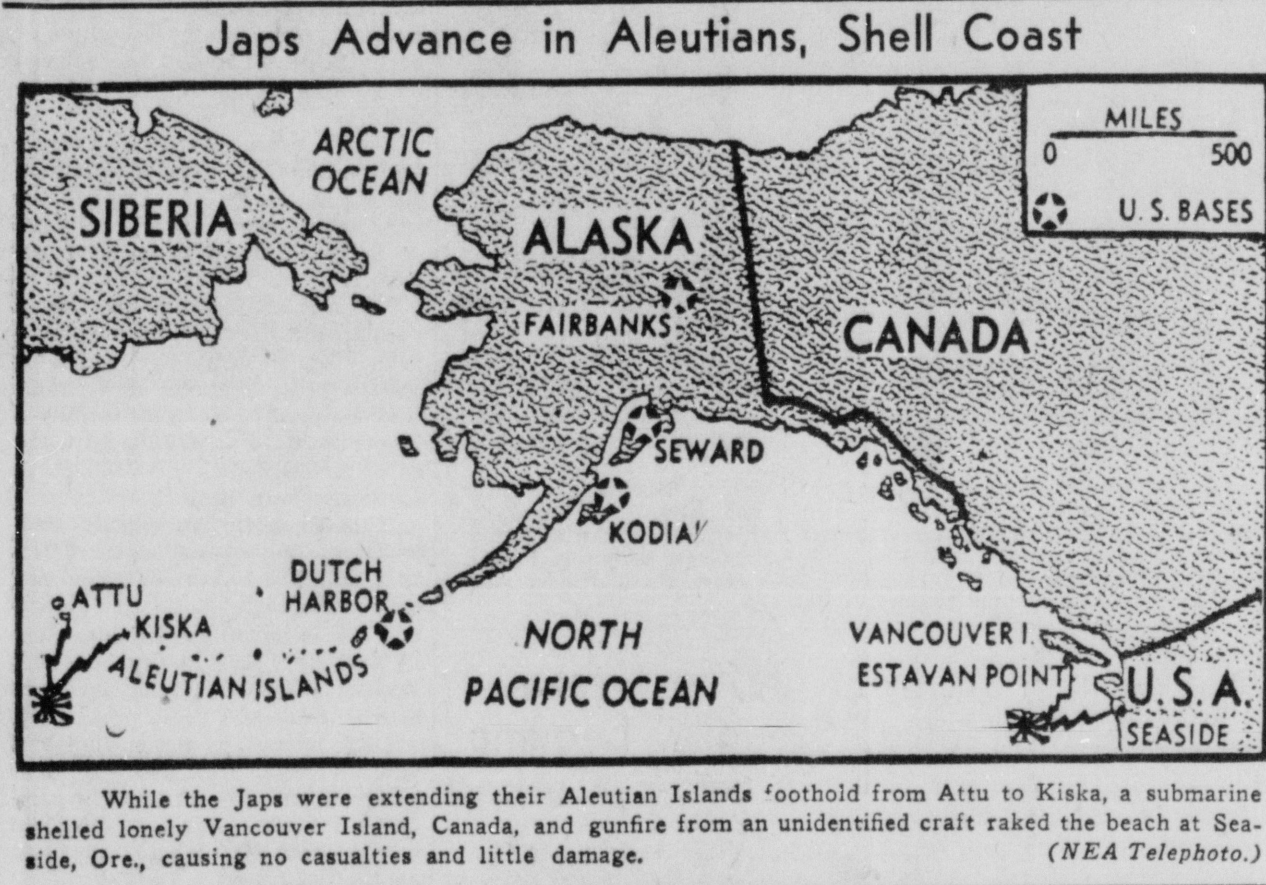 Japs Advance in Aleutians, Shell Coast
MILES
0 500
U.S. BASES
ARCTIC
OCEAN
SIBERIA
ALASKA
FAIRBANKS
CANADA
SEWARD
KODIA
DUTCH
HARBOR
ATTU
KISKA
ALEUTIAN ISLANDS
NORTH
PACIFIC OCEAN
VANCOUVER I.
ESTAVAN POINT
U.S.A.
SEASIDE
While the Japs were extending their Aleutian Islands foothold from Attu to Kiska, a submarine
shelled lonely Vancouver Island, Canada, and gunfire from an unidentified craft raked the beach at Sea-
side, Ore., causing no casualties and little damage. (NEA Telephoto.)